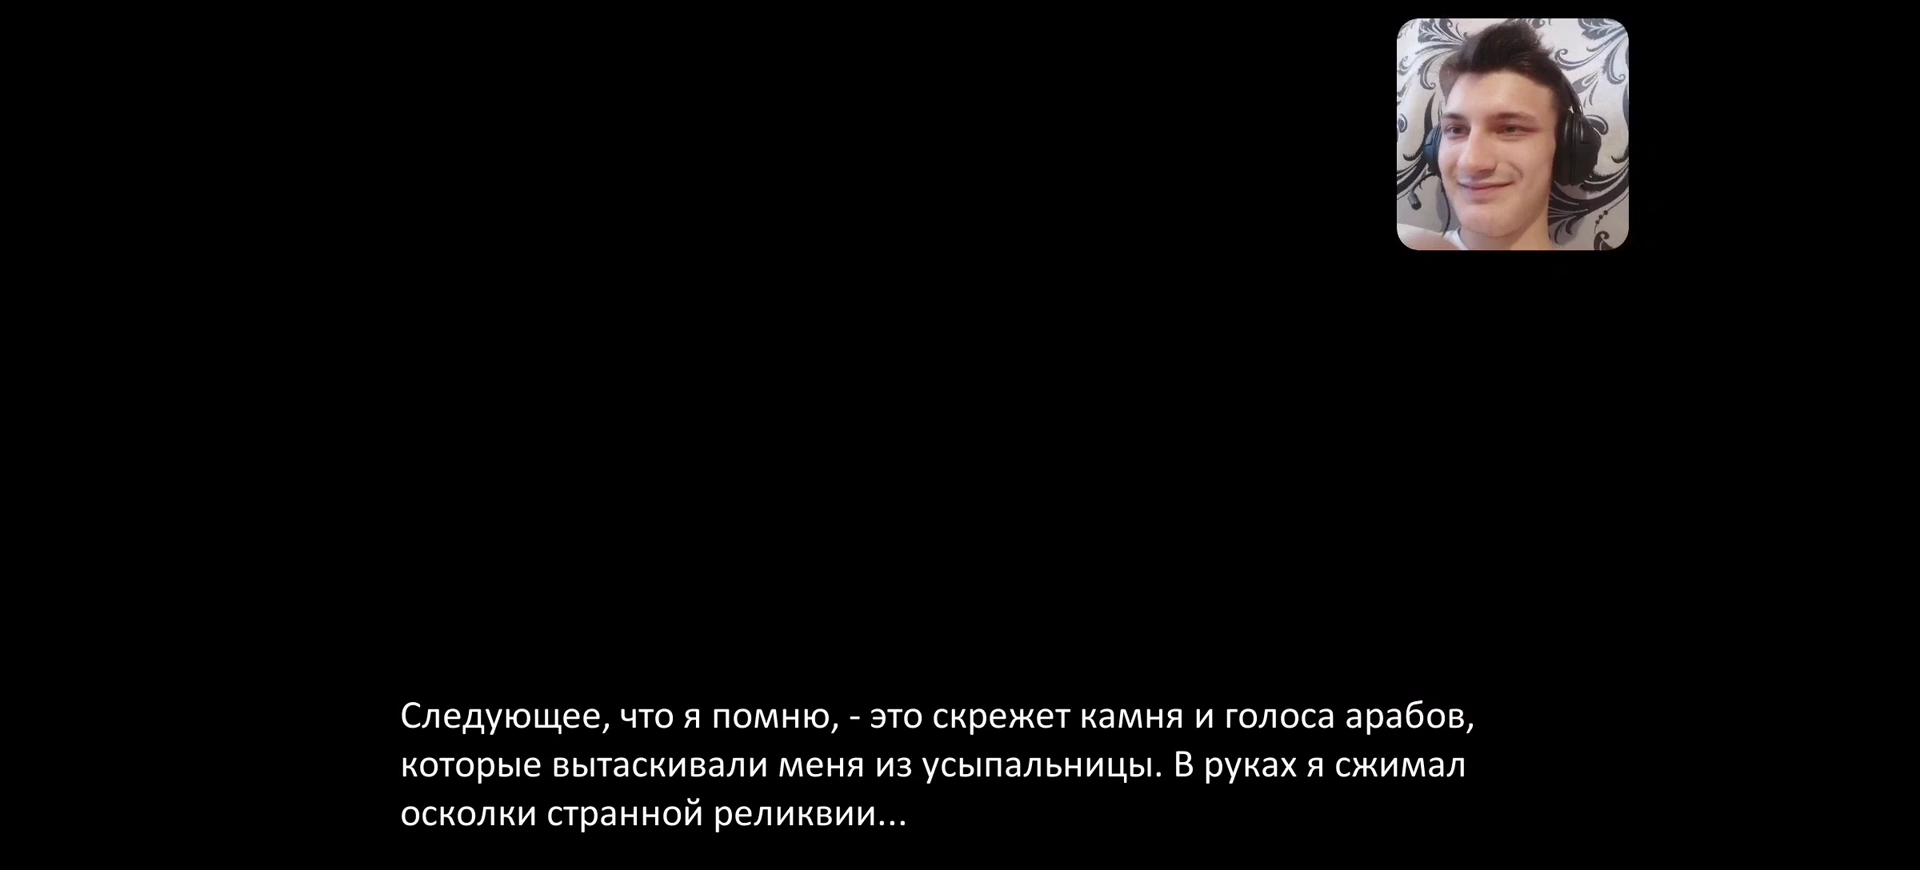 Следующее, что я помню, - это скрежет камня и голоса арабов,
которые вытаскивали меня из усыпальницы. В руках я сжимал
осколки странной реликвии...